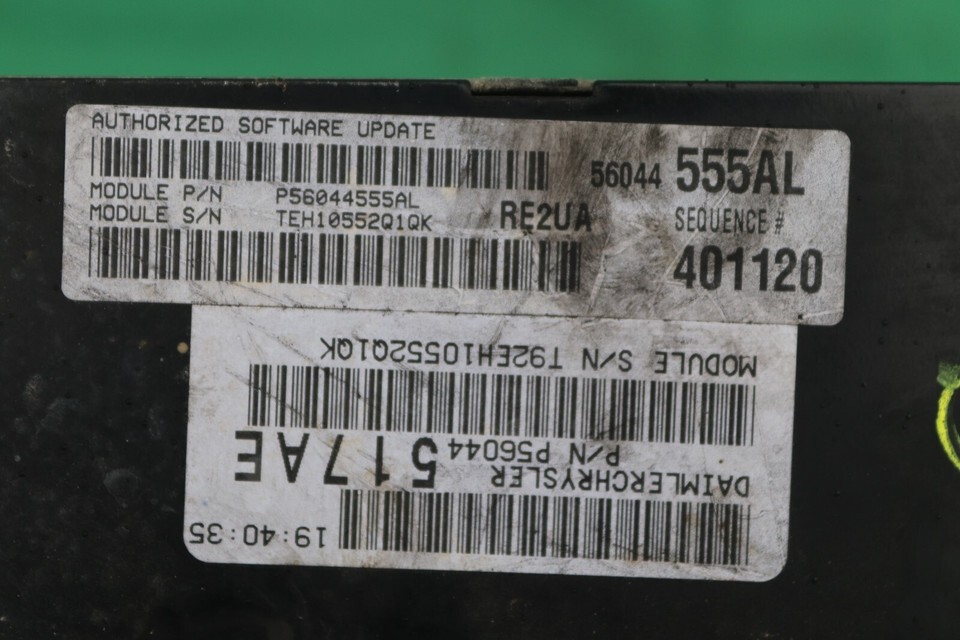 AUTHORIZED SOFTWARE UPDATE
MODULE P/N P56044555AL
MODULE S/N TEH10552Q1QK
RE2UA
56044 555AL
SEQUENCE #
401120
19:40:35
DAIMLERCHRYSLER
P/N P56044 517AE
MODULE S/N T92EH10552Q1QK